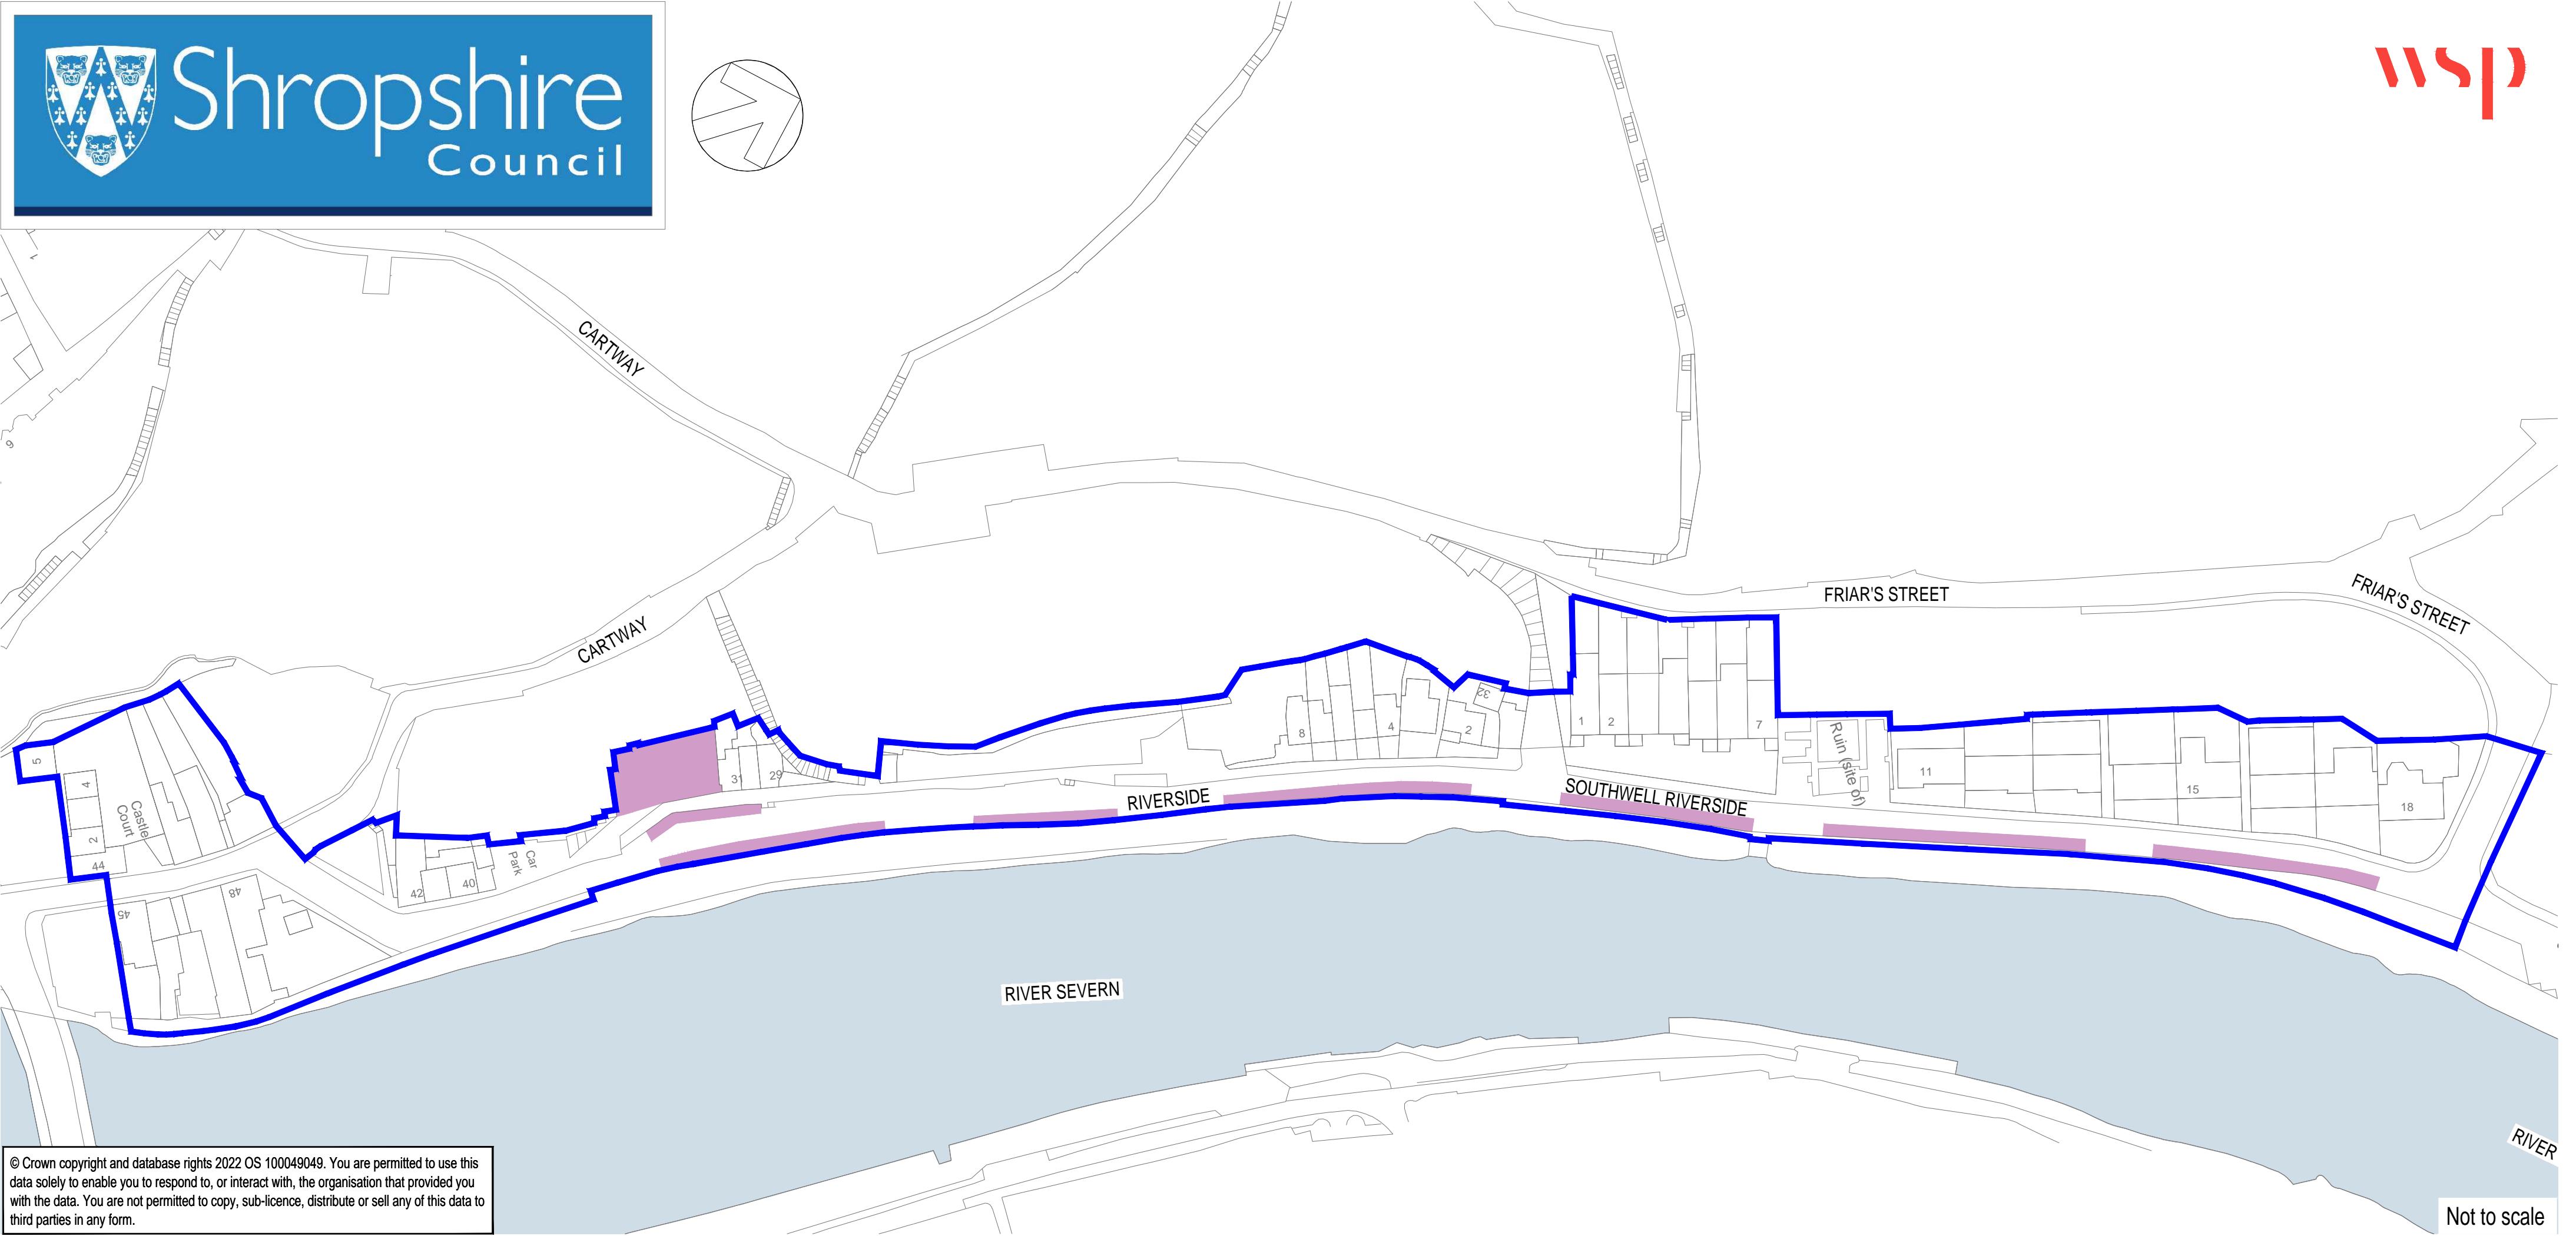 Shropshire
Council
wsp
1
9
CARTWAY
CARTWAY
FRIAR'S STREET
FRIAR'S STREET
5
4
Castle
Court
2
44
45
48
42
40
Car
Park
31
29
RIVERSIDE
8
4
2
32
1
2
7
SOUTHWELL RIVERSIDE
Ruin (site of)
11
15
18
RIVER SEVERN
RIVER
© Crown copyright and database rights 2022 OS 100049049. You are permitted to use this
data solely to enable you to respond to, or interact with, the organisation that provided you
with the data. You are not permitted to copy, sub-licence, distribute or sell any of this data to
third parties in any form.
Not to scale